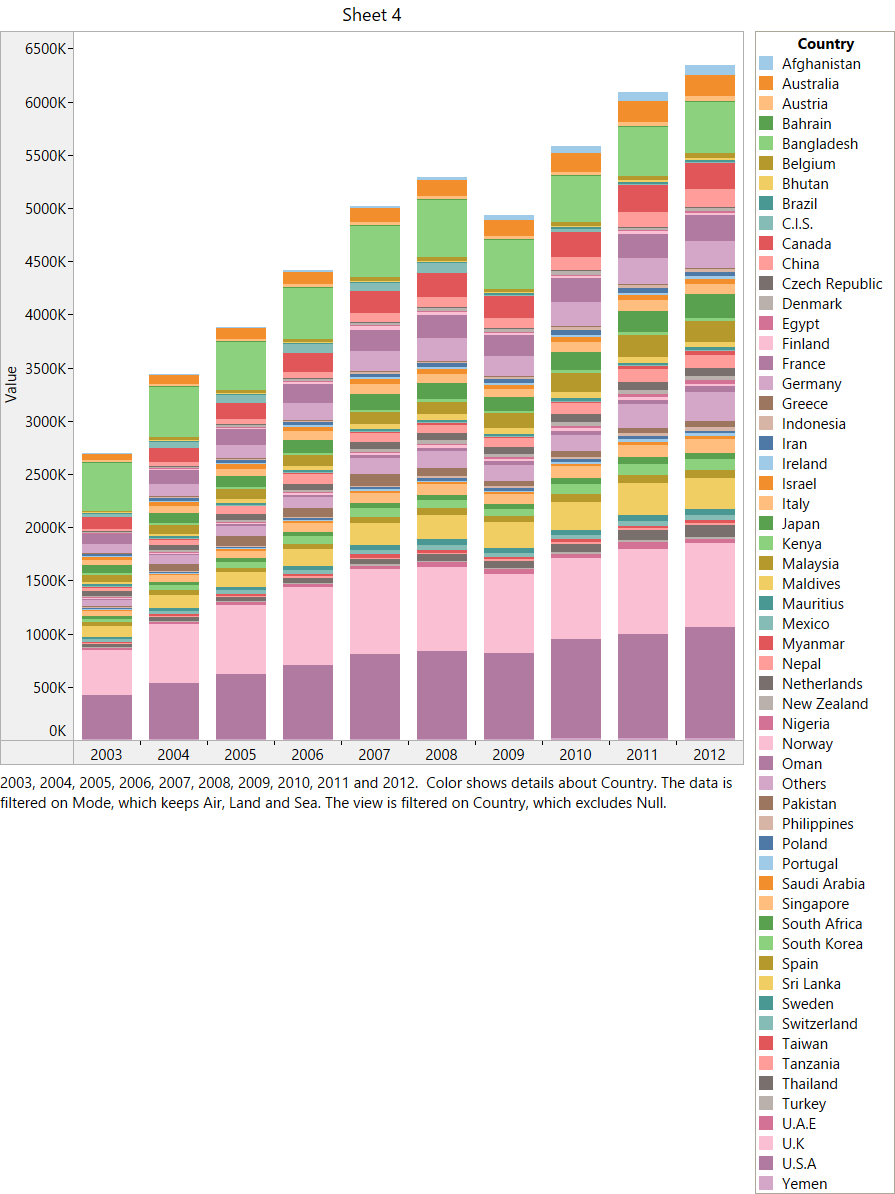 Sheet 4
6500K
6000K
5500K
5000K
4500K
4000K
3500K
3000K
2500K
2000K
1500K
1000K
500K
0K
Value
2003 2004 2005 2006 2007 2008 2009 2010 2011 2012
2003, 2004, 2005, 2006, 2007, 2008, 2009, 2010, 2011 and 2012.  Color shows details about Country. The data is
filtered on Mode, which keeps Air, Land and Sea. The view is filtered on Country, which excludes Null.
Country
Afghanistan
Australia
Austria
Bahrain
Bangladesh
Belgium
Bhutan
Brazil
C.I.S.
Canada
China
Czech Republic
Denmark
Egypt
Finland
France
Germany
Greece
Indonesia
Iran
Ireland
Israel
Italy
Japan
Kenya
Malaysia
Maldives
Mauritius
Mexico
Myanmar
Nepal
Netherlands
New Zealand
Nigeria
Norway
Oman
Others
Pakistan
Philippines
Poland
Portugal
Saudi Arabia
Singapore
South Africa
South Korea
Spain
Sri Lanka
Sweden
Switzerland
Taiwan
Tanzania
Thailand
Turkey
U.A.E
U.K
U.S.A
Yemen